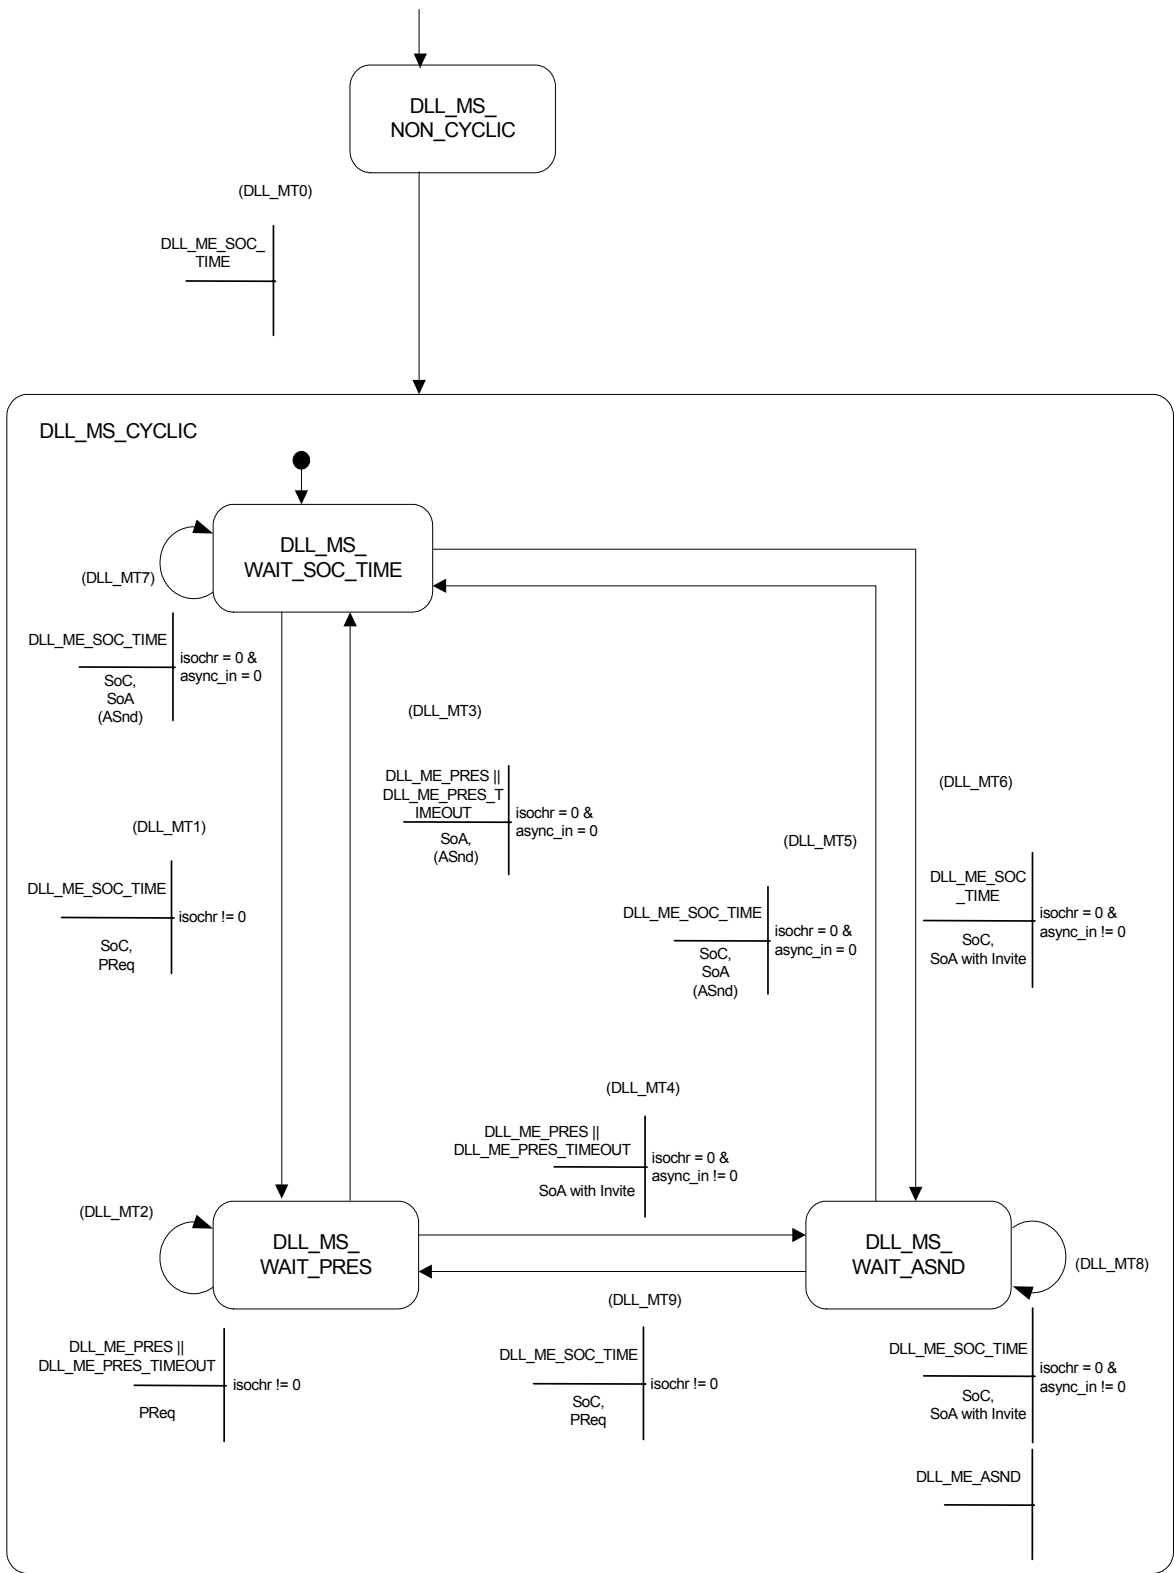 DLL_MS_
NON_CYCLIC
(DLL_MT0)
DLL_ME_SOC_
TIME
DLL_MS_CYCLIC
DLL_MS_
WAIT_SOC_TIME
(DLL_MT7)
DLL_ME_SOC_TIME
isochr = 0 &
async_in = 0
SoC,
SoA
(ASnd)
(DLL_MT3)
DLL_ME_PRES ||
DLL_ME_PRES_T
IMEOUT
isochr = 0 &
async_in = 0
SoA,
(ASnd)
(DLL_MT6)
DLL_ME_SOC
_TIME
isochr = 0 &
async_in != 0
SoC,
SoA with Invite
(DLL_MT1)
DLL_ME_SOC_TIME
isochr != 0
SoC,
PReq
(DLL_MT5)
DLL_ME_SOC_TIME
isochr = 0 &
async_in = 0
SoC,
SoA
(ASnd)
(DLL_MT4)
DLL_ME_PRES ||
DLL_ME_PRES_TIMEOUT
isochr = 0 &
async_in != 0
SoA with Invite
(DLL_MT2)
DLL_MS_
WAIT_PRES
DLL_MS_
WAIT_ASND
(DLL_MT8)
DLL_ME_PRES ||
DLL_ME_PRES_TIMEOUT
isochr != 0
PReq
(DLL_MT9)
DLL_ME_SOC_TIME
isochr != 0
SoC,
PReq
DLL_ME_SOC_TIME
isochr = 0 &
async_in != 0
SoC,
SoA with Invite
DLL_ME_ASND